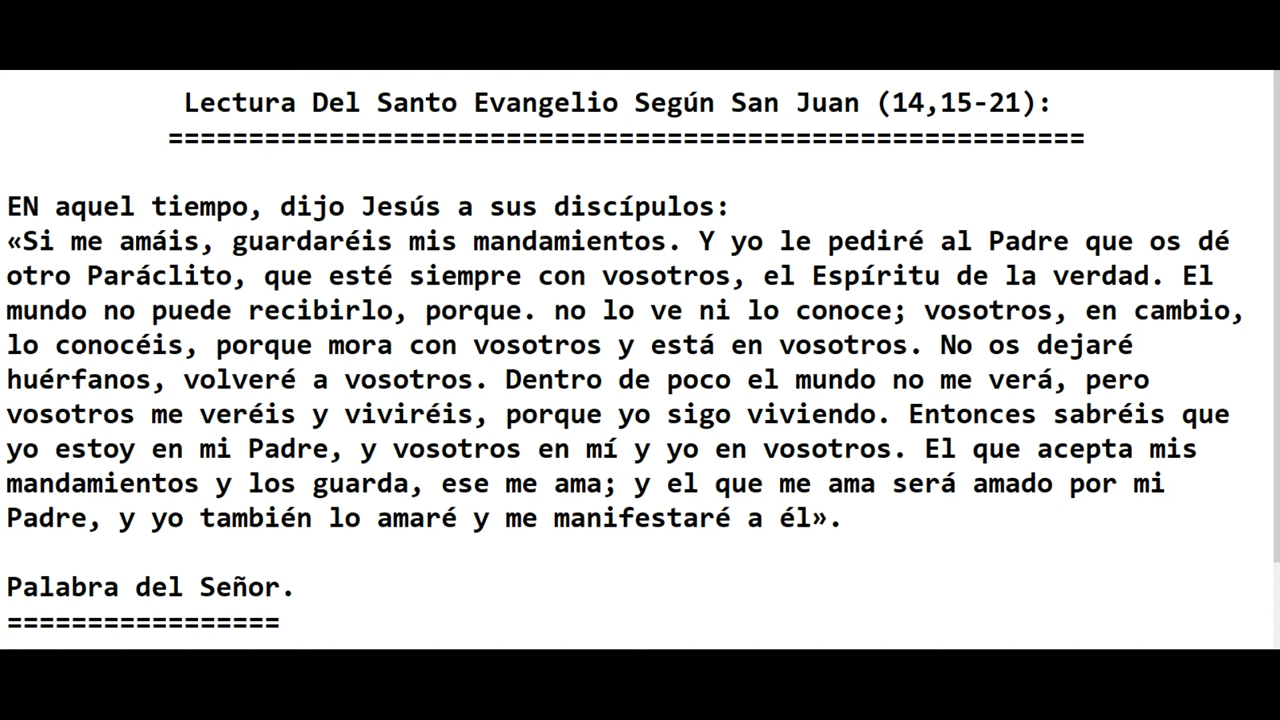 Lectura Del Santo Evangelio Según San Juan (14,15-21):
=========================================================
EN aquel tiempo, dijo Jesús a sus discípulos:
«Si me amáis, guardaréis mis mandamientos. Y yo le pediré al Padre que os dé
otro Paráclito, que esté siempre con vosotros, el Espíritu de la verdad. El
mundo no puede recibirlo, porque. no lo ve ni lo conoce; vosotros, en cambio,
lo conocéis, porque mora con vosotros y está en vosotros. No os dejaré
huérfanos, volveré a vosotros. Dentro de poco el mundo no me verá, pero
vosotros me veréis y viviréis, porque yo sigo viviendo. Entonces sabréis que
yo estoy en mi Padre, y vosotros en mí y yo en vosotros. El que acepta mis
mandamientos y los guarda, ese me ama; y el que me ama será amado por mi
Padre, y yo también lo amaré y me manifestaré a él».
Palabra del Señor.
=================